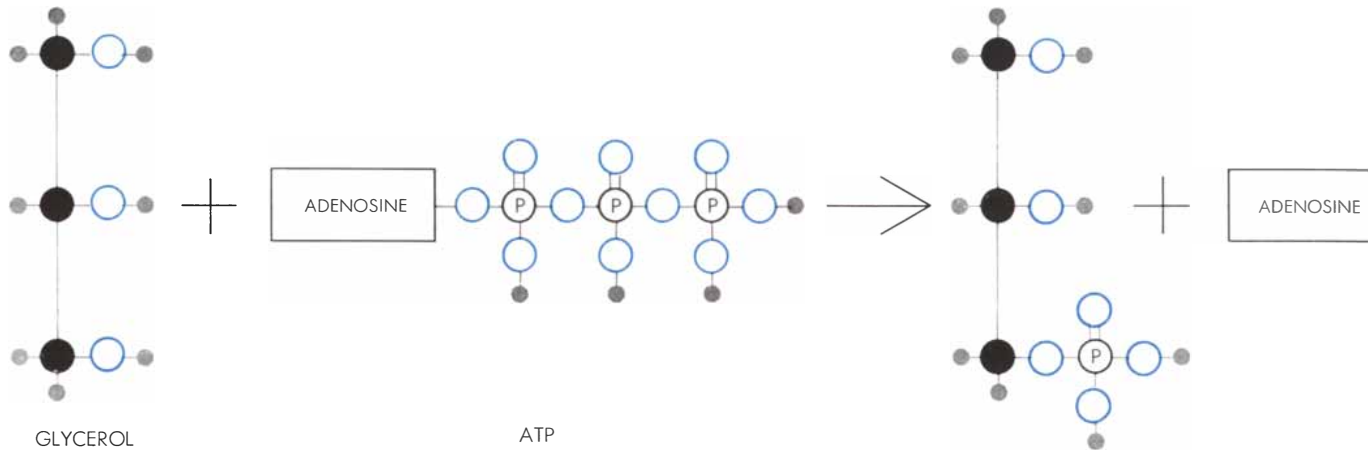 ADENOSINE
P P P
ADENOSINE
P
GLYCEROL
ATP